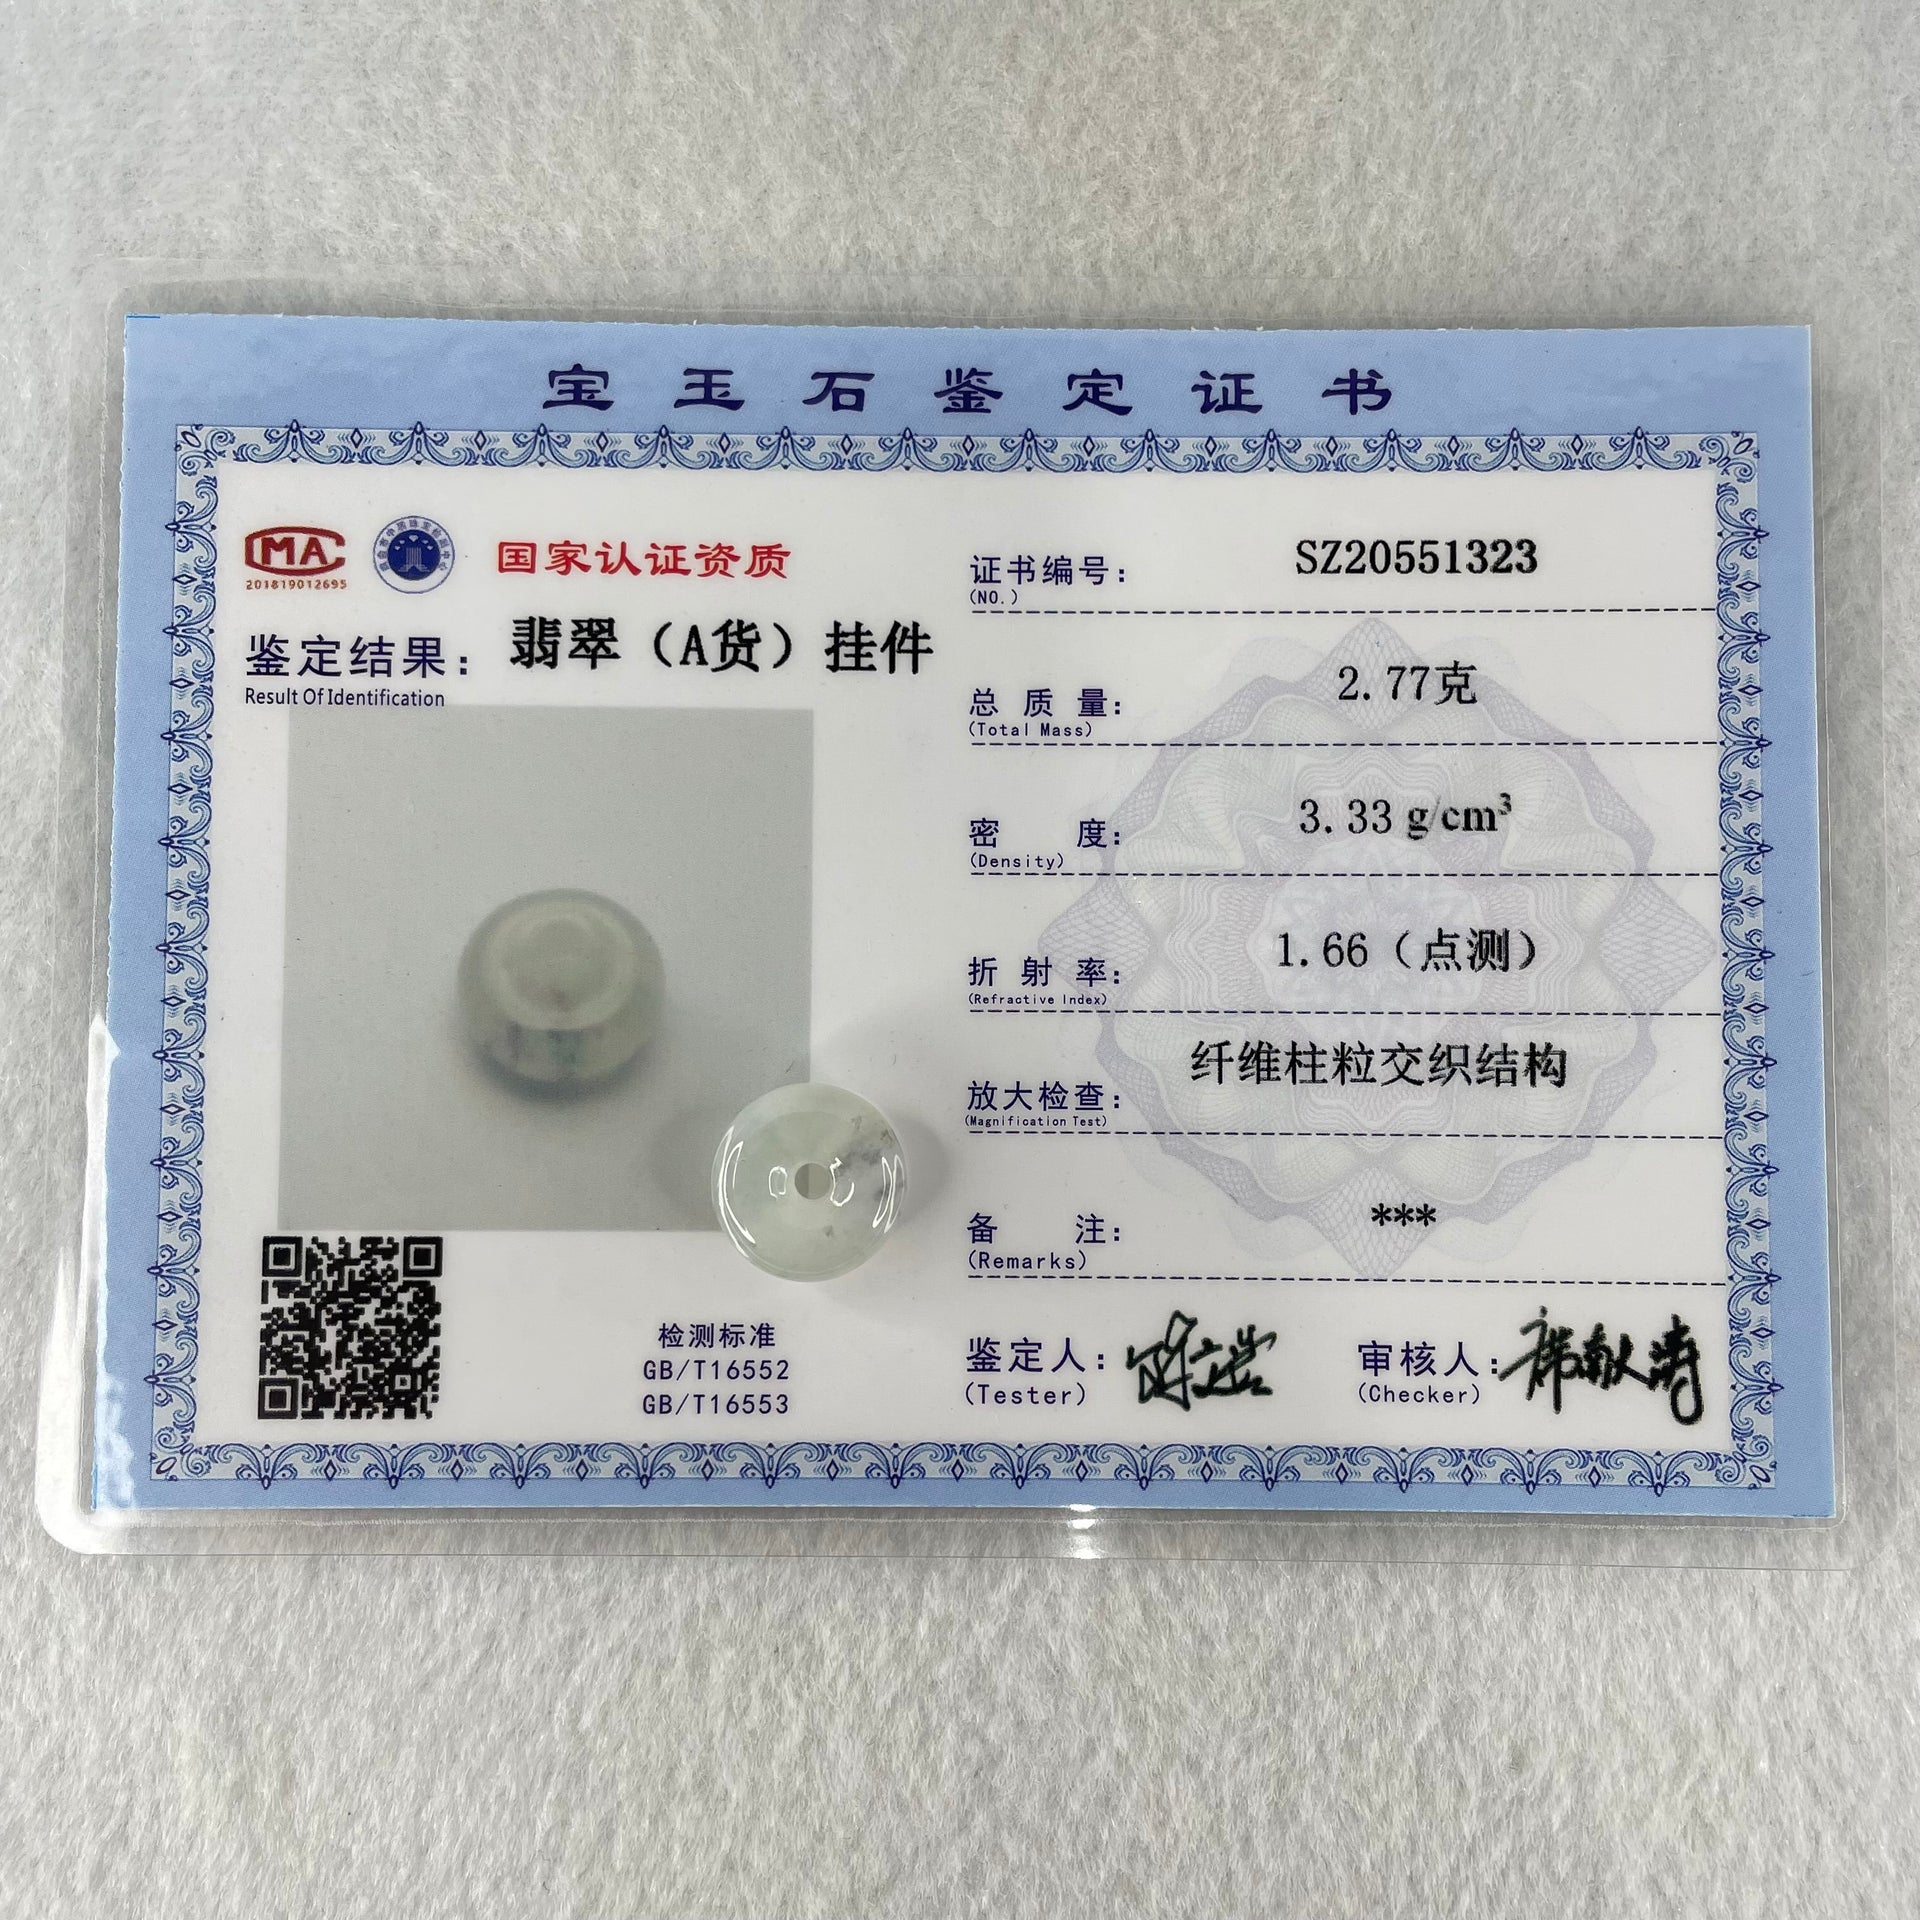 宝玉石鉴定证书
CMA
201819012695
国家认证资质
鉴定结果：翡翠（A货）挂件
Result Of Identification
检测标准
GB/T16552
GB/T16553
证书编号：SZ20551323
(NO.)
总质量：2.77克
(Total Mass)
密度：3.33 g/cm³
(Density)
折射率：1.66（点测）
(Refractive Index)
放大检查：纤维柱粒交织结构
(Magnification Test)
备注：***
(Remarks)
鉴定人：
(Tester)
审核人：
(Checker)